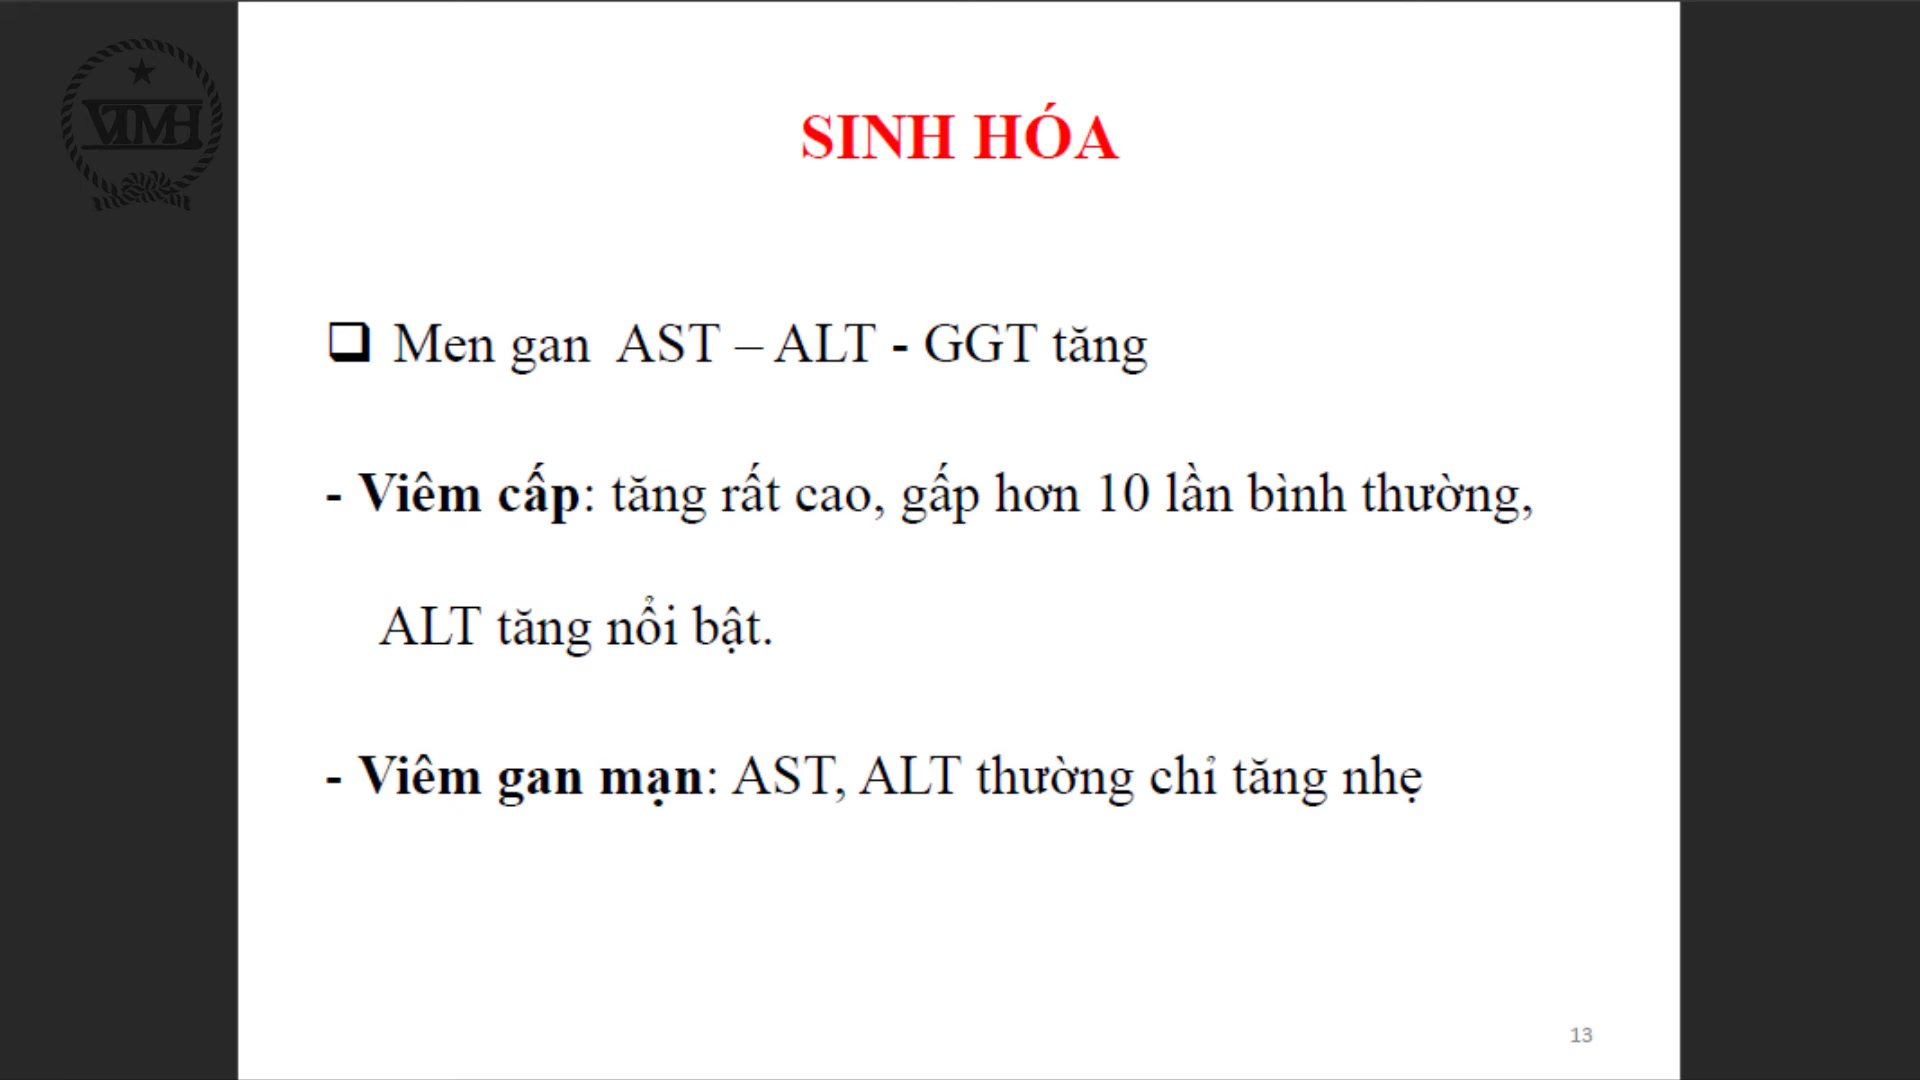 VTMH
SINH HÓA
Men gan AST – ALT - GGT tăng
- Viêm cấp: tăng rất cao, gấp hơn 10 lần bình thường,
ALT tăng nổi bật.
- Viêm gan mạn: AST, ALT thường chỉ tăng nhẹ
13